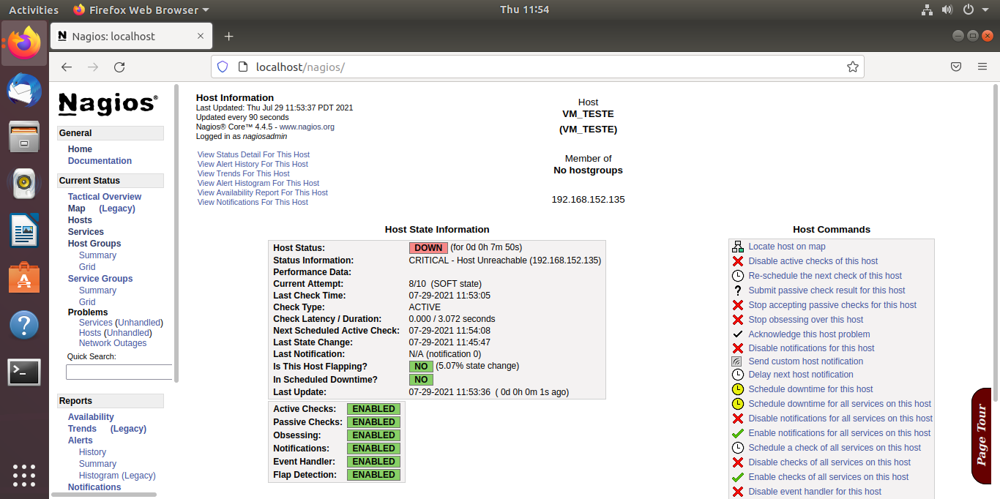 Activities Firefox Web Browser Thu 11:54
Nagios: localhost
localhost/nagios/
Nagios®
General
Home
Documentation
Current Status
Tactical Overview
Map (Legacy)
Hosts
Services
Host Groups
Summary
Grid
Service Groups
Summary
Grid
Problems
Services (Unhandled)
Hosts (Unhandled)
Network Outages
Quick Search:
Reports
Availability
Trends (Legacy)
Alerts
History
Summary
Histogram (Legacy)
Notifications
Host Information
Last Updated: Thu Jul 29 11:53:37 PDT 2021
Updated every 90 seconds
Nagios® Core™ 4.4.5 - www.nagios.org
Logged in as nagiosadmin
View Status Detail For This Host
View Alert History For This Host
View Trends For This Host
View Alert Histogram For This Host
View Availability Report For This Host
View Notifications For This Host
Host
VM_TESTE
(VM_TESTE)
Member of
No hostgroups
192.168.152.135
Host State Information
Host Status: DOWN (for 0d 0h 7m 50s)
Status Information: CRITICAL - Host Unreachable (192.168.152.135)
Performance Data:
Current Attempt: 8/10 (SOFT state)
Last Check Time: 07-29-2021 11:53:05
Check Type: ACTIVE
Check Latency / Duration: 0.000 / 3.072 seconds
Next Scheduled Active Check: 07-29-2021 11:54:08
Last State Change: 07-29-2021 11:45:47
Last Notification: N/A (notification 0)
Is This Host Flapping? NO (5.07% state change)
In Scheduled Downtime? NO
Last Update: 07-29-2021 11:53:36 ( 0d 0h 0m 1s ago)
Active Checks: ENABLED
Passive Checks: ENABLED
Obsessing: ENABLED
Notifications: ENABLED
Event Handler: ENABLED
Flap Detection: ENABLED
Host Commands
Locate host on map
Disable active checks of this host
Re-schedule the next check of this host
Submit passive check result for this host
Stop accepting passive checks for this host
Stop obsessing over this host
Acknowledge this host problem
Disable notifications for this host
Send custom host notification
Delay next host notification
Schedule downtime for this host
Schedule downtime for all services on this host
Disable notifications for all services on this host
Enable notifications for all services on this host
Schedule a check of all services on this host
Disable checks of all services on this host
Enable checks of all services on this host
Disable event handler for this host
Page Tour